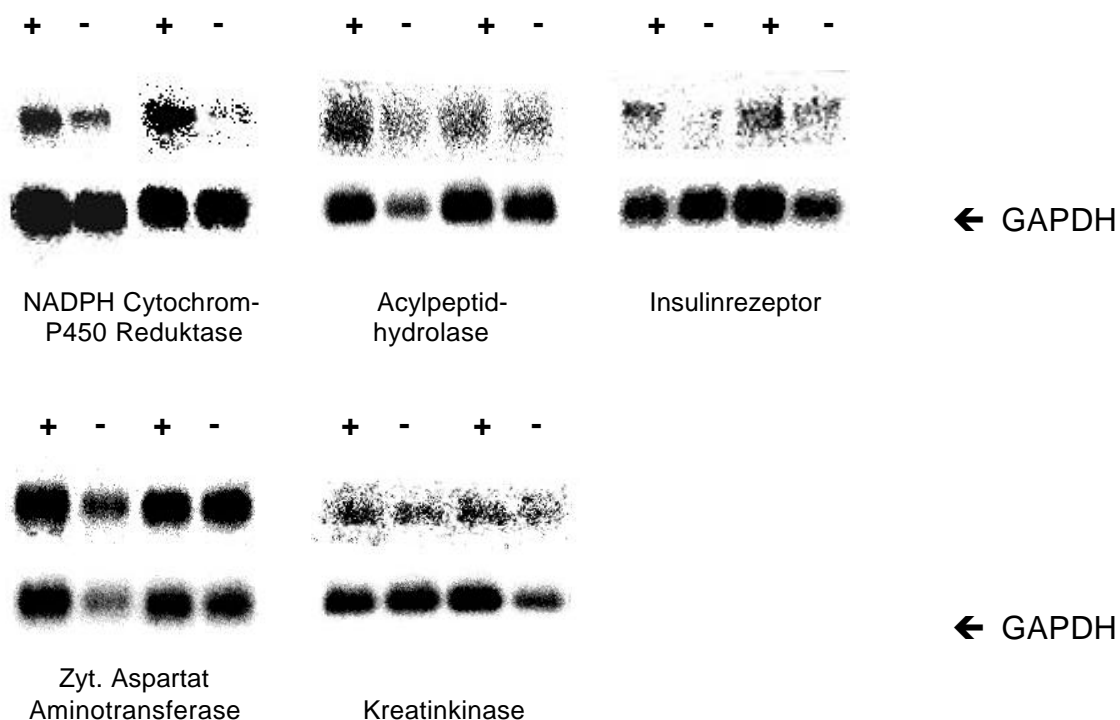 + - + - + - + - + - + -
← GAPDH
NADPH Cytochrom-
P450 Reduktase
Acylpeptid-
hydrolase
Insulinrezeptor
+ - + - + - + -
← GAPDH
Zyt. Aspartat
Aminotransferase
Kreatinkinase